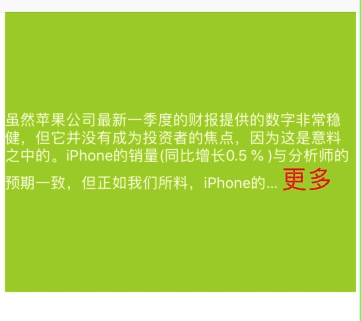 虽然苹果公司最新一季度的财报提供的数字非常稳
健，但它并没有成为投资者的焦点，因为这是意料
之中的。iPhone的销量(同比增长0.5 % )与分析师的
预期一致，但正如我们所料，iPhone的... 更多